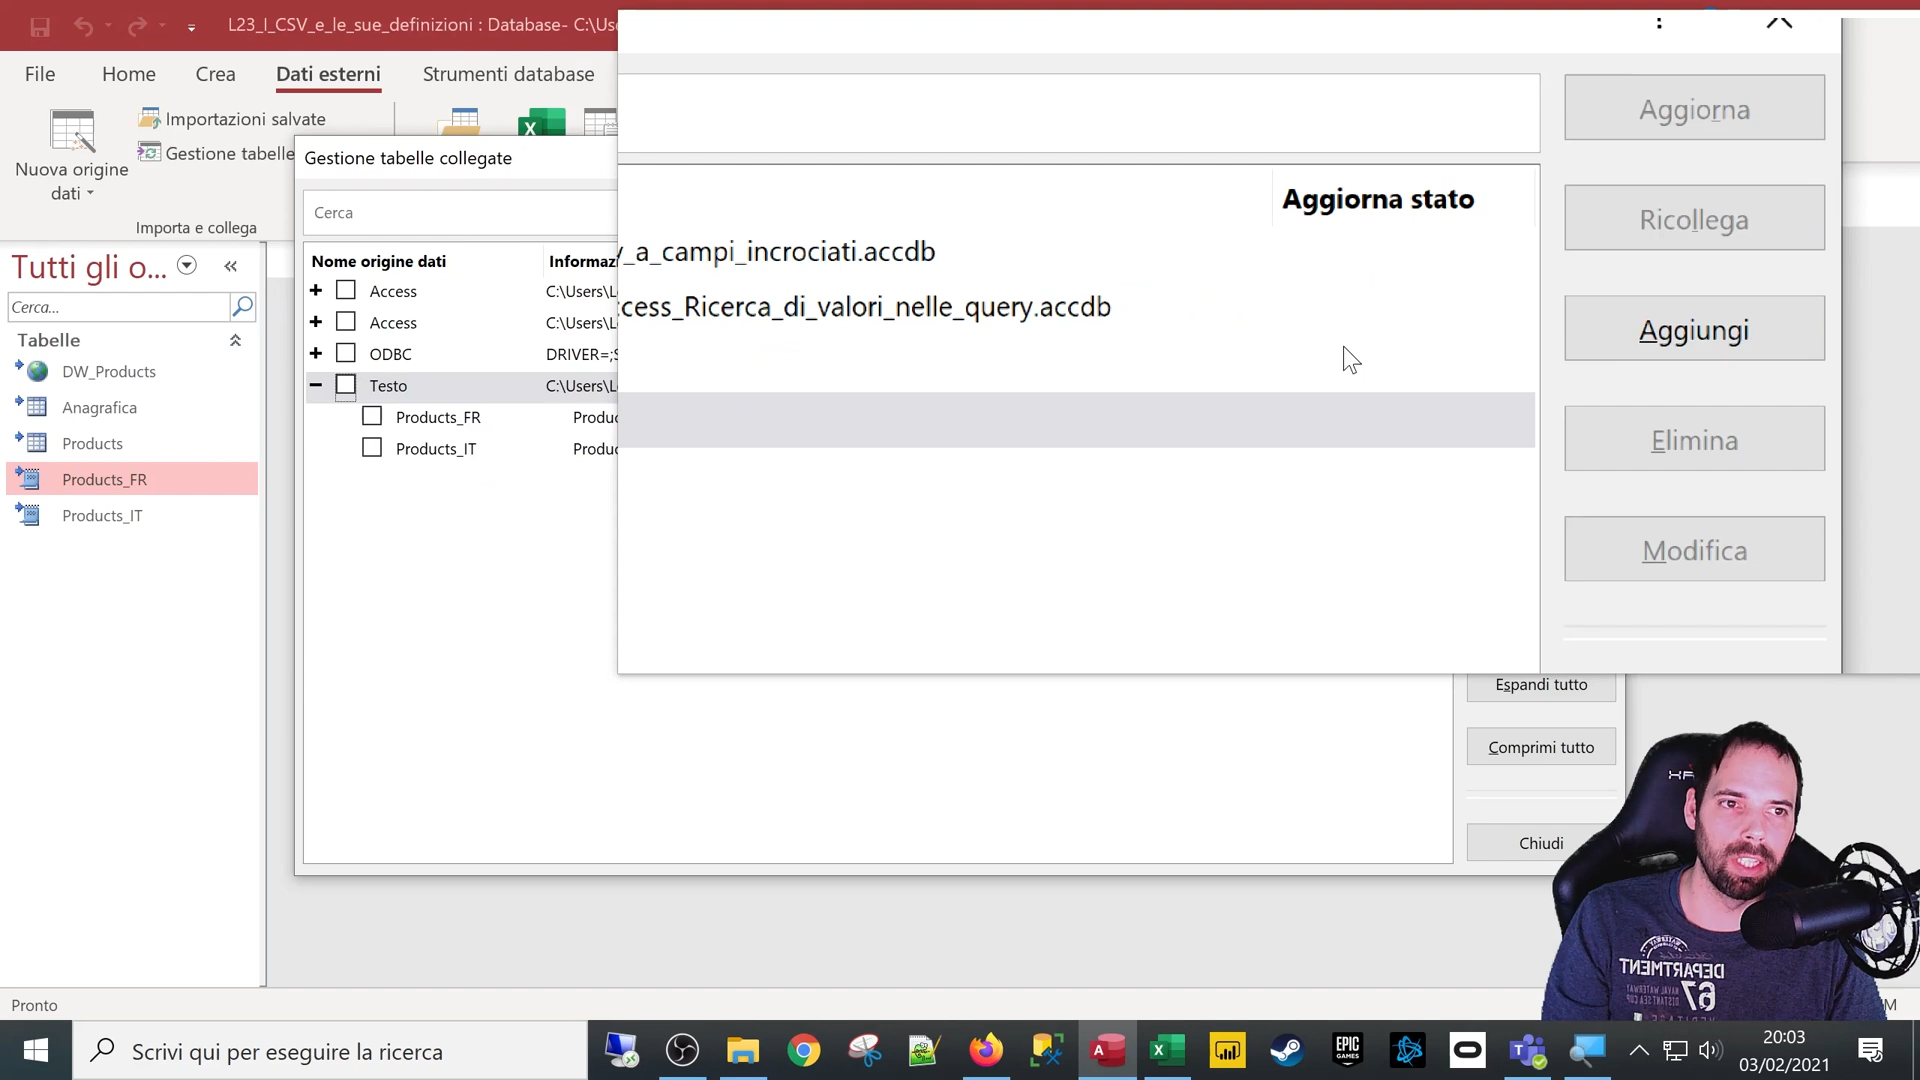 L23_I_CSV_e_le_sue_definizioni : Database- C:\Us
File
Home
Crea
Dati esterni
Strumenti database
Nuova origine
dati
Importazioni salvate
Gestione tabelle
Importa e collega
Tutti gli o...
Cerca...
Tabelle
DW_Products
Anagrafica
Products
Products_FR
Products_IT
Gestione tabelle collegate
Cerca
Nome origine dati
Informaz
Access
C:\Users\L
Access
C:\Users\L
ODBC
DRIVER=;S
Testo
C:\Users\L
Products_FR
Produ
Products_IT
Produ
Aggiorna stato
_a_campi_incrociati.accdb
cess_Ricerca_di_valori_nelle_query.accdb
Aggiorna
Ricollega
Aggiungi
Elimina
Modifica
Espandi tutto
Comprimi tutto
Chiudi
DEPARTMENT
67
Pronto
Scrivi qui per eseguire la ricerca
EPIC
GAMES
20:03
03/02/2021